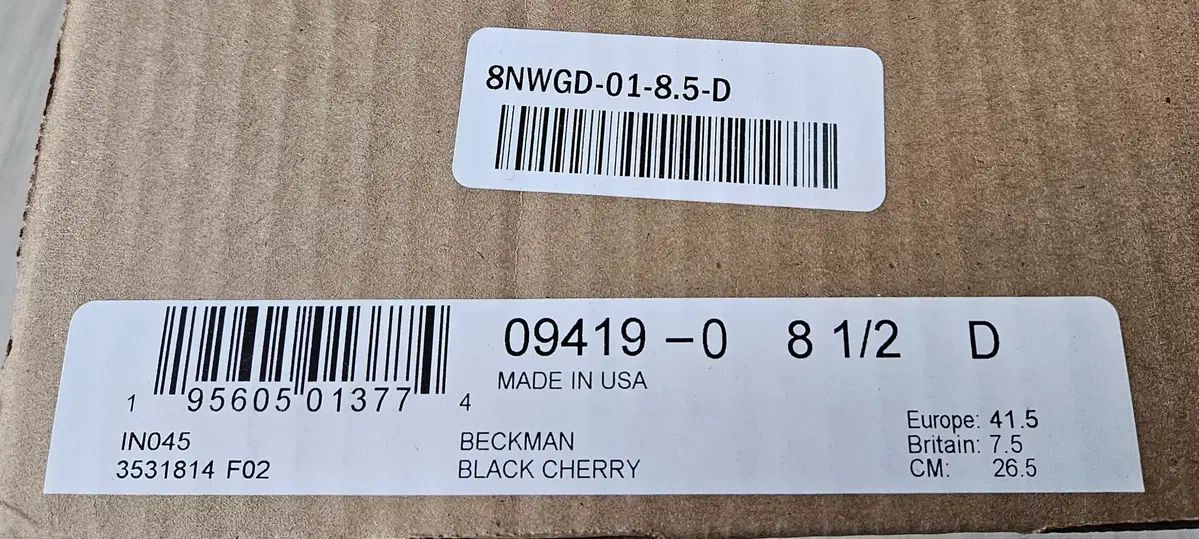 8NWGD-01-8.5-D
09419 -0 8 1/2 D
MADE IN USA
1 95605 01377 4
IN045
3531814 F02
BECKMAN
BLACK CHERRY
Europe: 41.5
Britain: 7.5
CM: 26.5